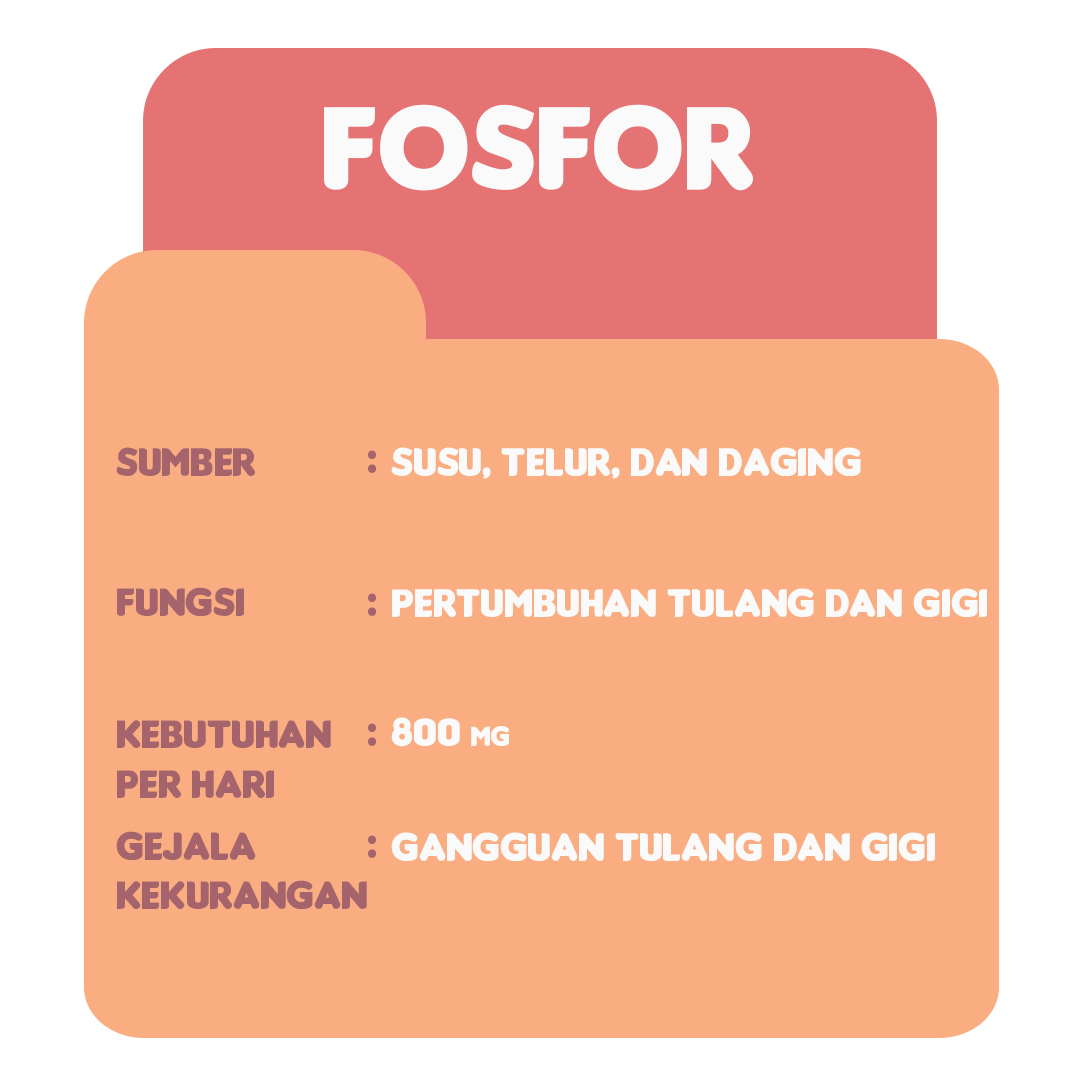 FOSFOR
SUMBER : SUSU, TELUR, DAN DAGING
FUNGSI : PERTUMBUHAN TULANG DAN GIGI
KEBUTUHAN : 800 MG
PER HARI
GEJALA : GANGGUAN TULANG DAN GIGI
KEKURANGAN